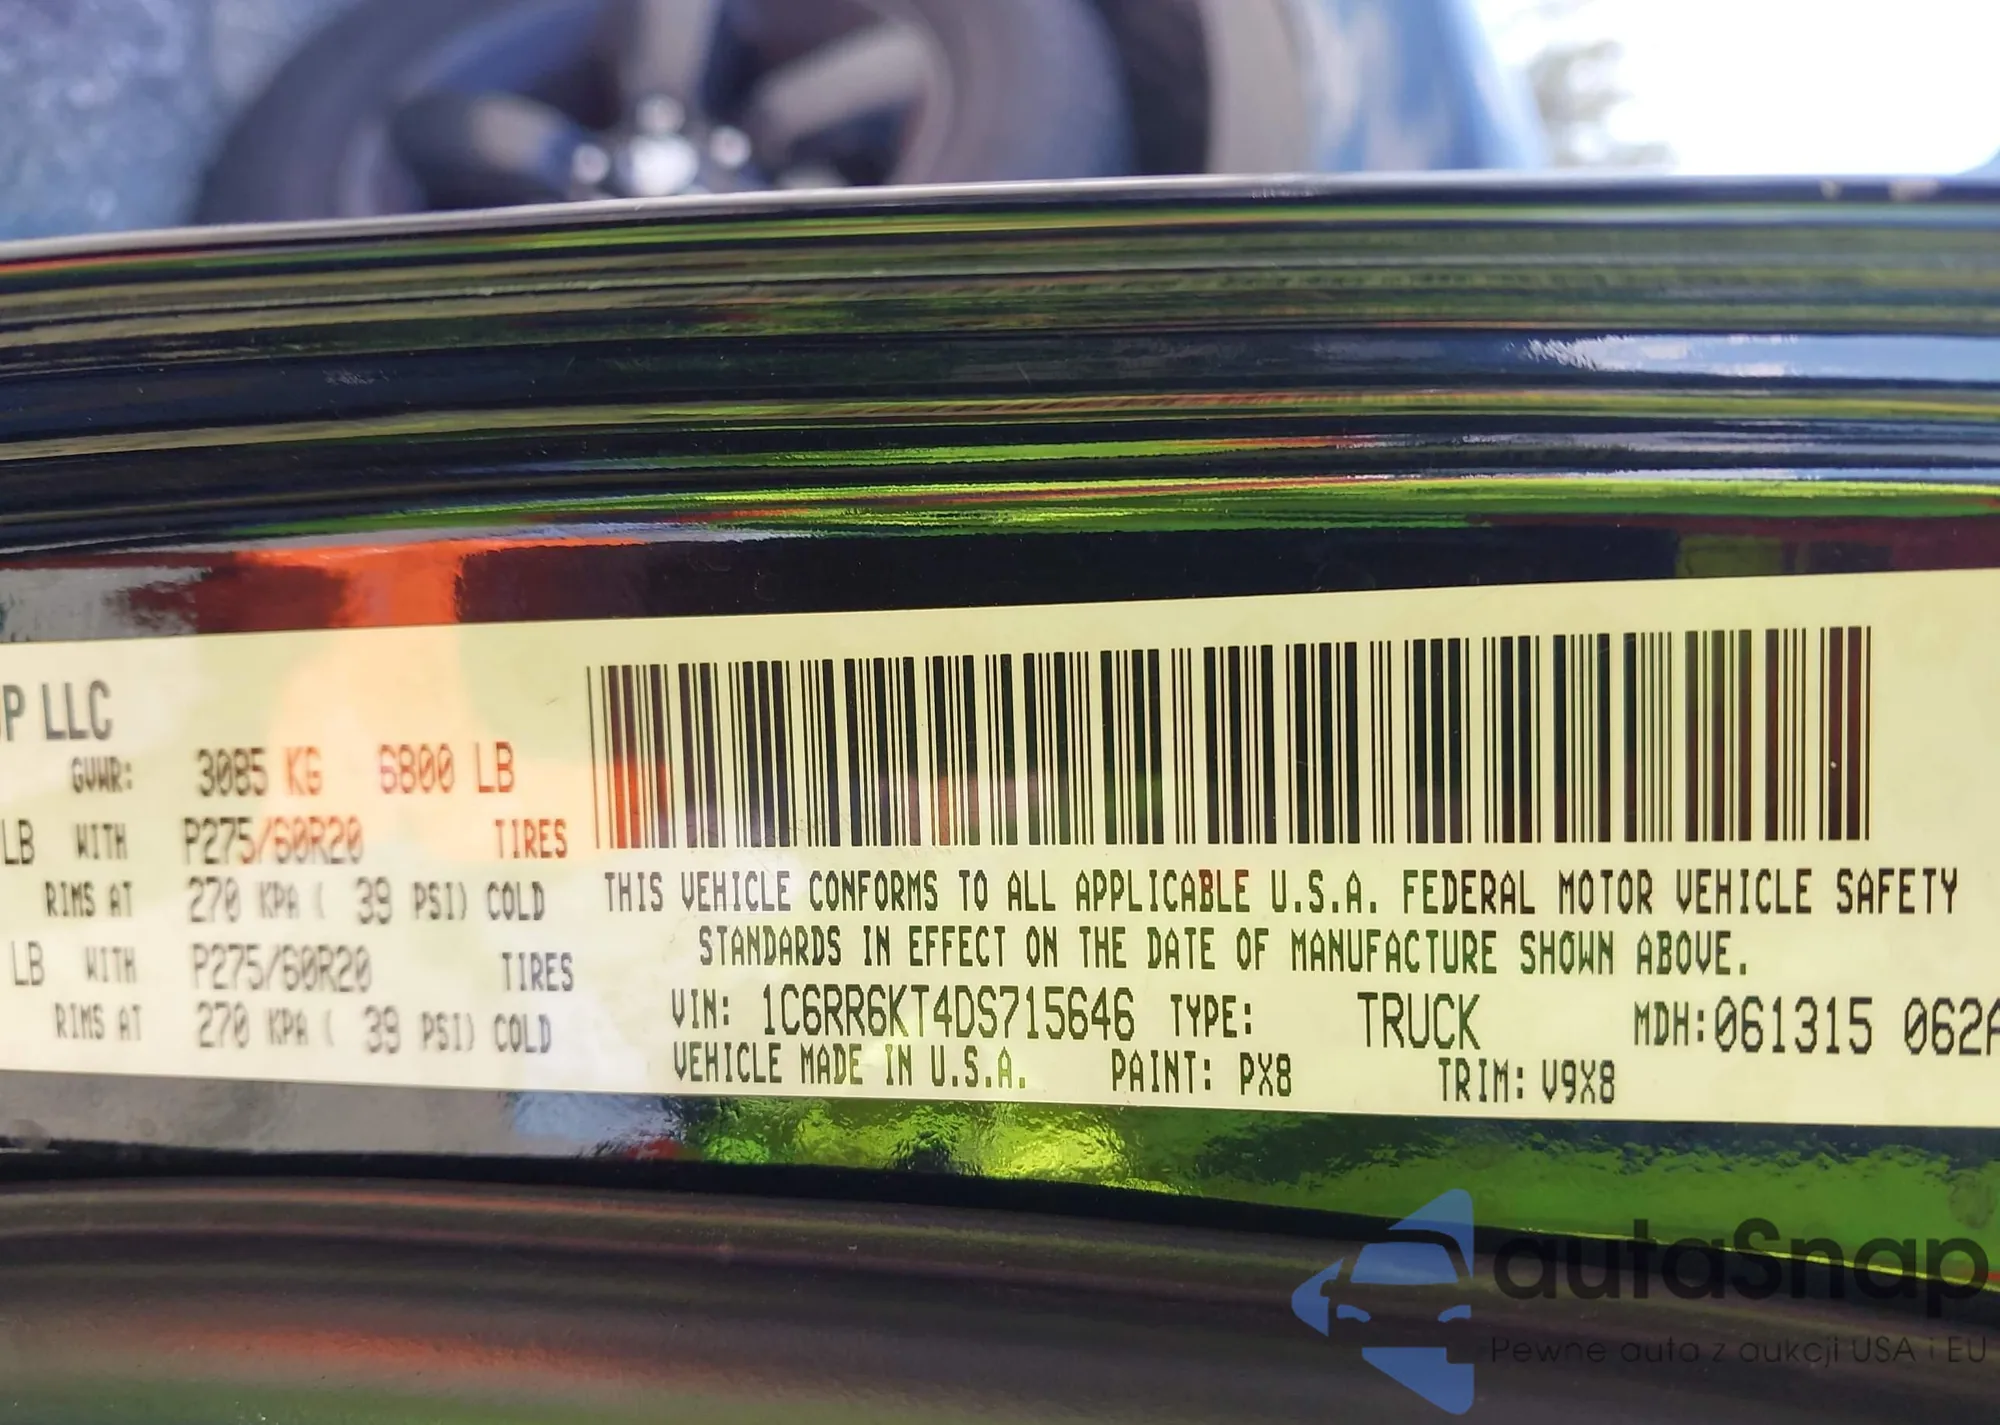 OP LLC
GVWR: 3085 KG 6800 LB
LB WITH P275/60R20 TIRES
RIMS AT 270 KPA ( 39 PSI) COLD
LB WITH P275/60R20 TIRES
RIMS AT 270 KPA ( 39 PSI) COLD
THIS VEHICLE CONFORMS TO ALL APPLICABLE U.S.A. FEDERAL MOTOR VEHICLE SAFETY
STANDARDS IN EFFECT ON THE DATE OF MANUFACTURE SHOWN ABOVE.
VIN: 1C6RR6KT4DS715646 TYPE: TRUCK MDH:061315 062A
VEHICLE MADE IN U.S.A. PAINT: PX8 TRIM: V9X8
autaSnap
Pewne auta z aukcji USA i EU